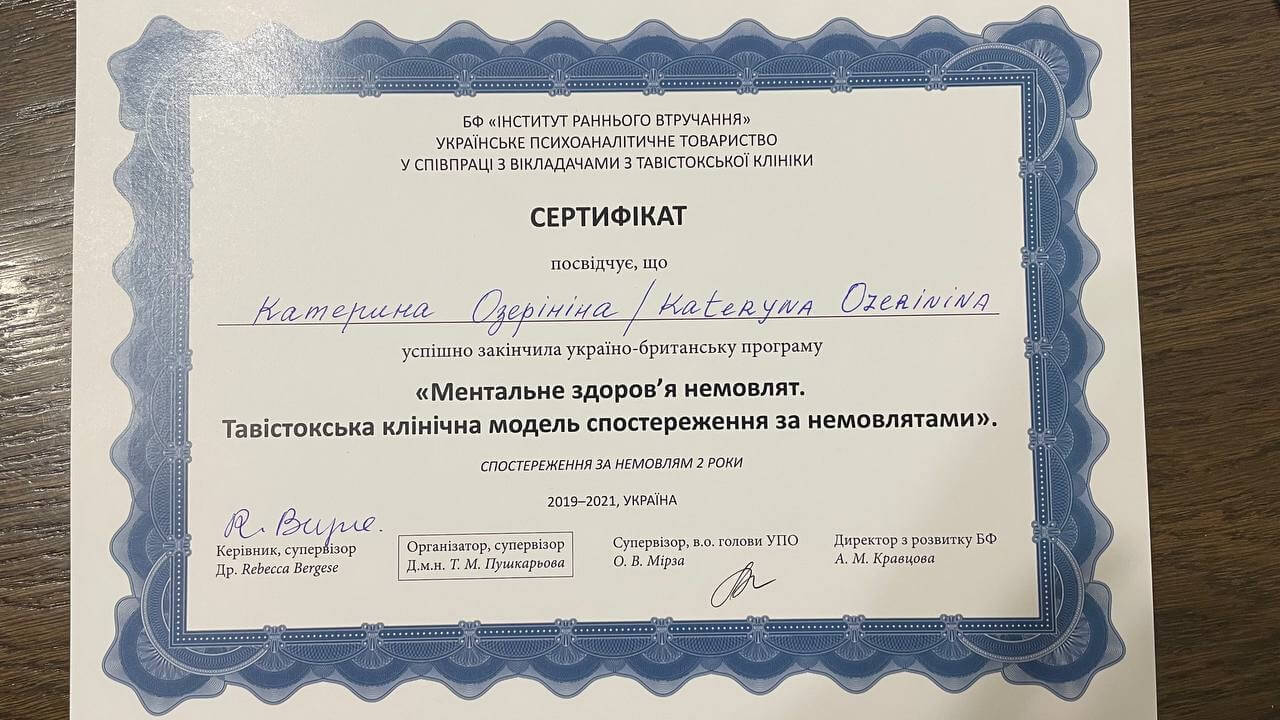 БФ «ІНСТИТУТ РАННЬОГО ВТРУЧАННЯ»
УКРАЇНСЬКЕ ПСИХОАНАЛІТИЧНЕ ТОВАРИСТВО
У СПІВПРАЦІ З ВІКЛАДАЧАМИ З ТАВІСТОКСЬКОЇ КЛІНІКИ
СЕРТИФІКАТ
посвідчує, що
Катерина Озерініна / Kateryna Ozerinina
успішно закінчила україно-британську програму
«Ментальне здоров’я немовлят.
Тавістокська клінічна модель спостереження за немовлятами».
СПОСТЕРЕЖЕННЯ ЗА НЕМОВЛЯМ 2 РОКИ
2019–2021, УКРАЇНА
Керівник, супервізор
Др. Rebecca Bergese
Організатор, супервізор
Д.м.н. Т. М. Пушкарьова
Супервізор, в.о. голови УПО
О. В. Мірза
Директор з розвитку БФ
А. М. Кравцова